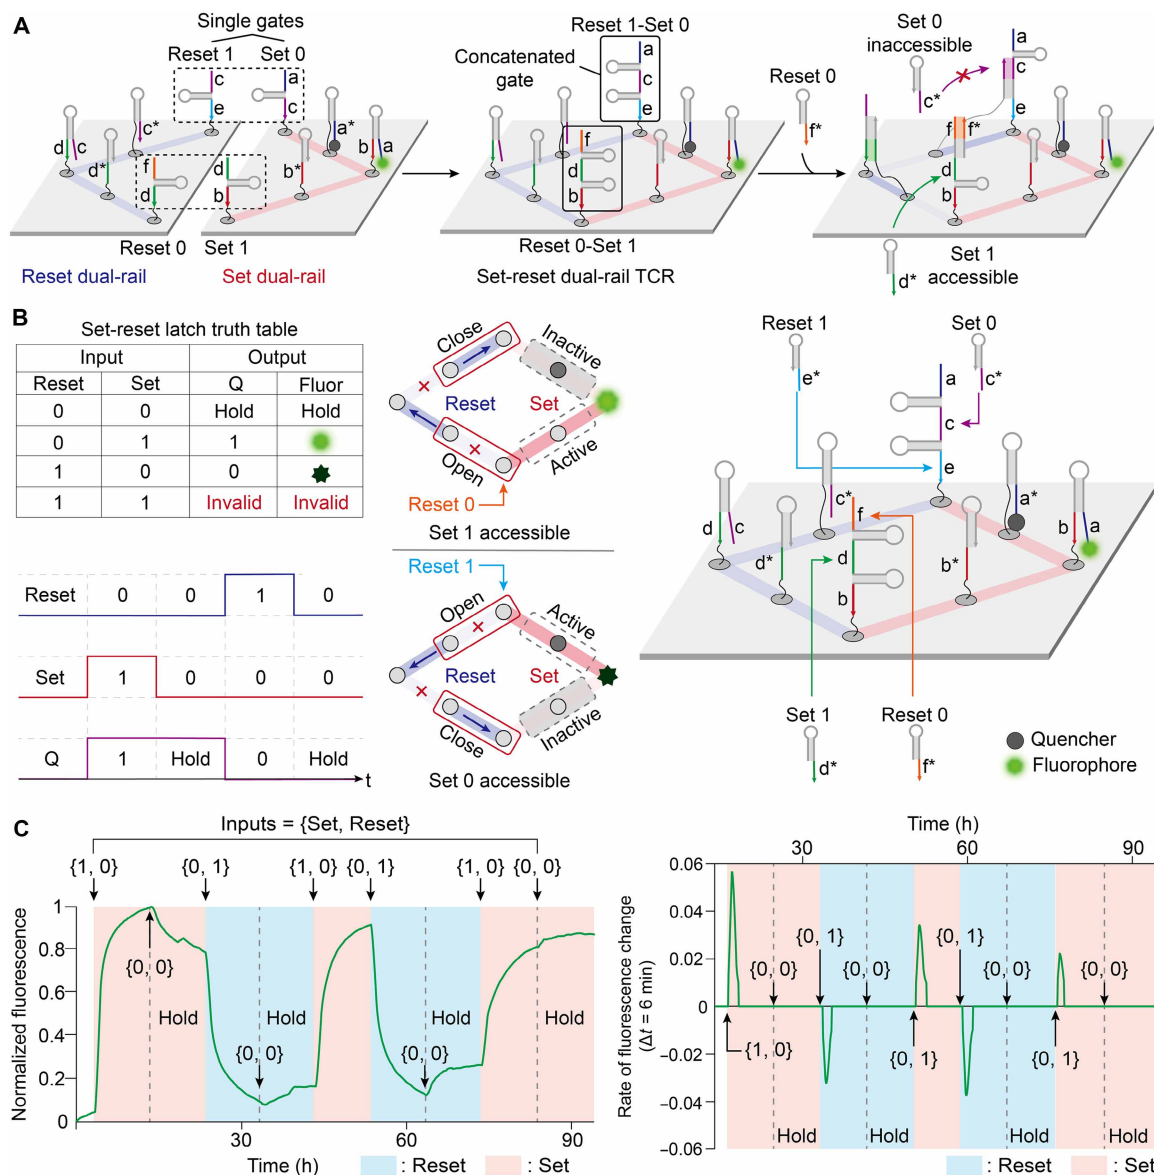 A
Single gates
Reset 1
Set 0
c
e
a
c
c*
a*
d
c
d*
f
d
d
b
b*
b
a
Reset 0
Set 1
Reset dual-rail
Set dual-rail
Reset 1-Set 0
Concatenated
gate
a
c
e
f
d
b
Reset 0-Set 1
Set-reset dual-rail TCR
Reset 0
f*
Set 0
inaccessible
a
c
c*
e
f
f*
d
b
d*
Set 1
accessible
B
Set-reset latch truth table
Input Output
Reset Set Q Fluor
0 0 Hold Hold
0 1 1
1 0 0
1 1 Invalid Invalid
Reset 0 0 1 0
Set 1 0 0 0
Q 1 Hold 0 Hold
t
Close
Inactive
Reset
Set
Open
Active
Reset 0
Set 1 accessible
Reset 1
Open
Active
Reset
Set
Close
Inactive
Set 0 accessible
Reset 1
Set 0
e*
c*
a
c
e
c*
a*
d
c
d*
f
d
b
b*
b
a
Set 1
Reset 0
d*
f*
Quencher
Fluorophore
C
Inputs = {Set, Reset}
{1, 0} {0, 1} {1, 0} {0, 1} {1, 0} {0, 0}
Normalized fluorescence
1
0.8
0.6
0.4
0.2
0
{0, 0}
Hold
{0, 0}
Hold
{0, 0}
Hold
30 60 90
Time (h)
: Reset : Set
Time (h)
30 60 90
Rate of fluorescence change
(Δt = 6 min)
0.06
0.04
0.02
0
-0.02
-0.04
-0.06
{0, 1} {0, 1}
{0, 0} {0, 0} {0, 0} {0, 0}
{1, 0} {0, 1} {0, 1}
Hold Hold Hold Hold
: Reset : Set